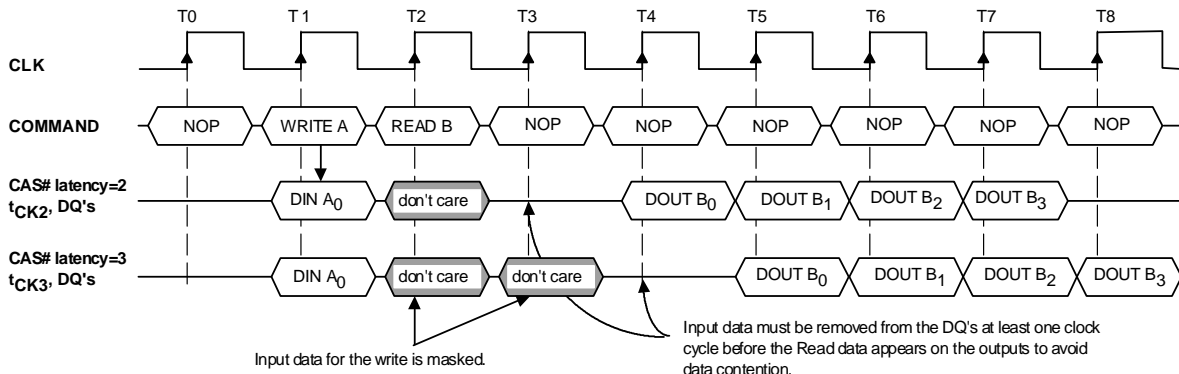 T0 T1 T2 T3 T4 T5 T6 T7 T8
CLK
COMMAND NOP WRITE A READ B NOP NOP NOP NOP NOP NOP
CAS# latency=2
tCK2, DQ's DIN A0 don't care DOUT B0 DOUT B1 DOUT B2 DOUT B3
CAS# latency=3
tCK3, DQ's DIN A0 don't care don't care DOUT B0 DOUT B1 DOUT B2 DOUT B3
Input data for the write is masked.
Input data must be removed from the DQ's at least one clock
cycle before the Read data appears on the outputs to avoid
data contention.